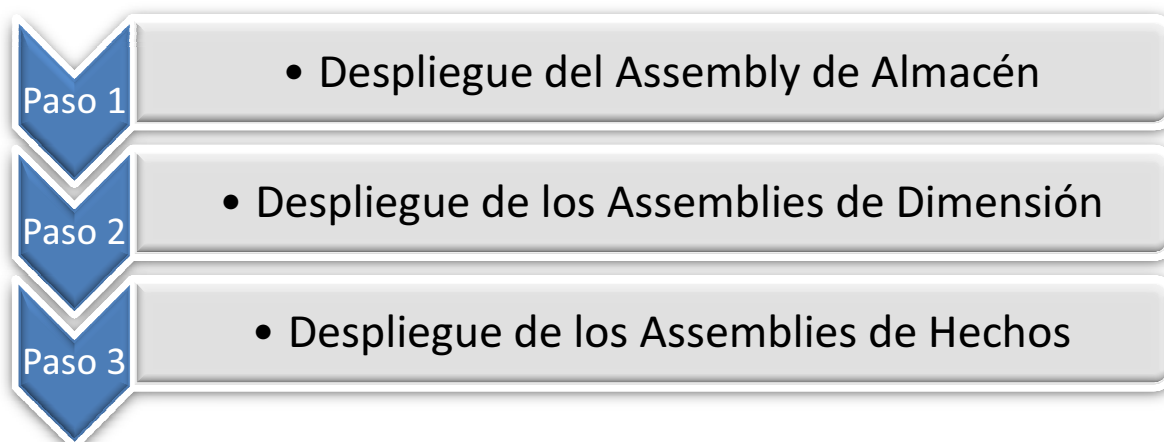 Paso 1
• Despliegue del Assembly de Almacén
Paso 2
• Despliegue de los Assemblies de Dimensión
Paso 3
• Despliegue de los Assemblies de Hechos